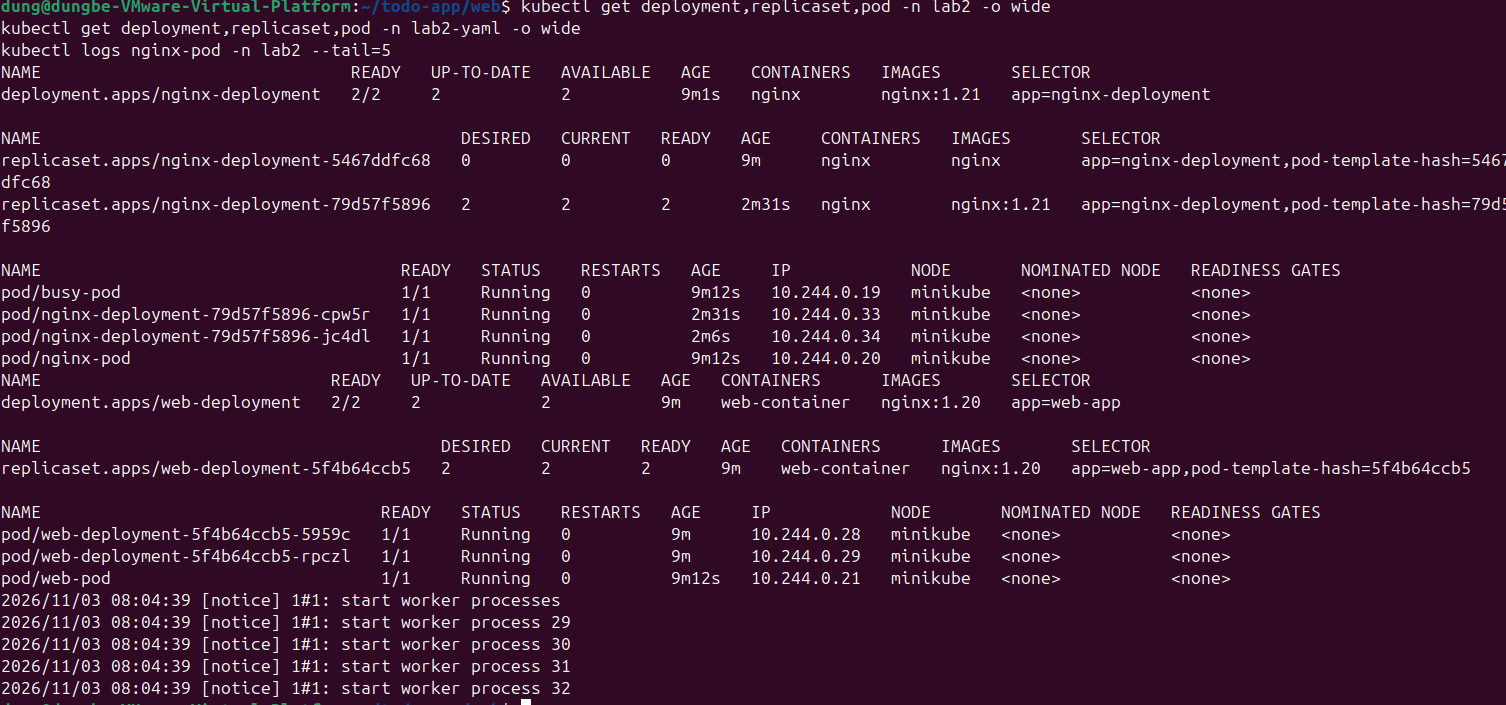 dung@dungbe-VMware-Virtual-Platform:~/todo-app/web$ kubectl get deployment,replicaset,pod -n lab2 -o wide
kubectl get deployment,replicaset,pod -n lab2-yaml -o wide
kubectl logs nginx-pod -n lab2 --tail=5
NAME                               READY   UP-TO-DATE   AVAILABLE   AGE    CONTAINERS   IMAGES       SELECTOR
deployment.apps/nginx-deployment   2/2     2            2           9m1s   nginx        nginx:1.21   app=nginx-deployment
NAME                                          DESIRED   CURRENT   READY   AGE     CONTAINERS   IMAGES       SELECTOR
replicaset.apps/nginx-deployment-5467ddfc68   0         0         0       9m      nginx        nginx        app=nginx-deployment,pod-template-hash=5467
dfc68
replicaset.apps/nginx-deployment-79d57f5896   2         2         2       2m31s   nginx        nginx:1.21   app=nginx-deployment,pod-template-hash=79d5
f5896
NAME                                    READY   STATUS    RESTARTS   AGE     IP            NODE       NOMINATED NODE   READINESS GATES
pod/busy-pod                            1/1     Running   0          9m12s   10.244.0.19   minikube   <none>           <none>
pod/nginx-deployment-79d57f5896-cpw5r   1/1     Running   0          2m31s   10.244.0.33   minikube   <none>           <none>
pod/nginx-deployment-79d57f5896-jc4dl   1/1     Running   0          2m6s    10.244.0.34   minikube   <none>           <none>
pod/nginx-pod                           1/1     Running   0          9m12s   10.244.0.20   minikube   <none>           <none>
NAME                             READY   UP-TO-DATE   AVAILABLE   AGE   CONTAINERS      IMAGES       SELECTOR
deployment.apps/web-deployment   2/2     2            2           9m    web-container   nginx:1.20   app=web-app
NAME                                        DESIRED   CURRENT   READY   AGE   CONTAINERS      IMAGES       SELECTOR
replicaset.apps/web-deployment-5f4b64ccb5   2         2         2       9m    web-container   nginx:1.20   app=web-app,pod-template-hash=5f4b64ccb5
NAME                                  READY   STATUS    RESTARTS   AGE     IP            NODE       NOMINATED NODE   READINESS GATES
pod/web-deployment-5f4b64ccb5-5959c   1/1     Running   0          9m      10.244.0.28   minikube   <none>           <none>
pod/web-deployment-5f4b64ccb5-rpczl   1/1     Running   0          9m      10.244.0.29   minikube   <none>           <none>
pod/web-pod                           1/1     Running   0          9m12s   10.244.0.21   minikube   <none>           <none>
2026/11/03 08:04:39 [notice] 1#1: start worker processes
2026/11/03 08:04:39 [notice] 1#1: start worker process 29
2026/11/03 08:04:39 [notice] 1#1: start worker process 30
2026/11/03 08:04:39 [notice] 1#1: start worker process 31
2026/11/03 08:04:39 [notice] 1#1: start worker process 32